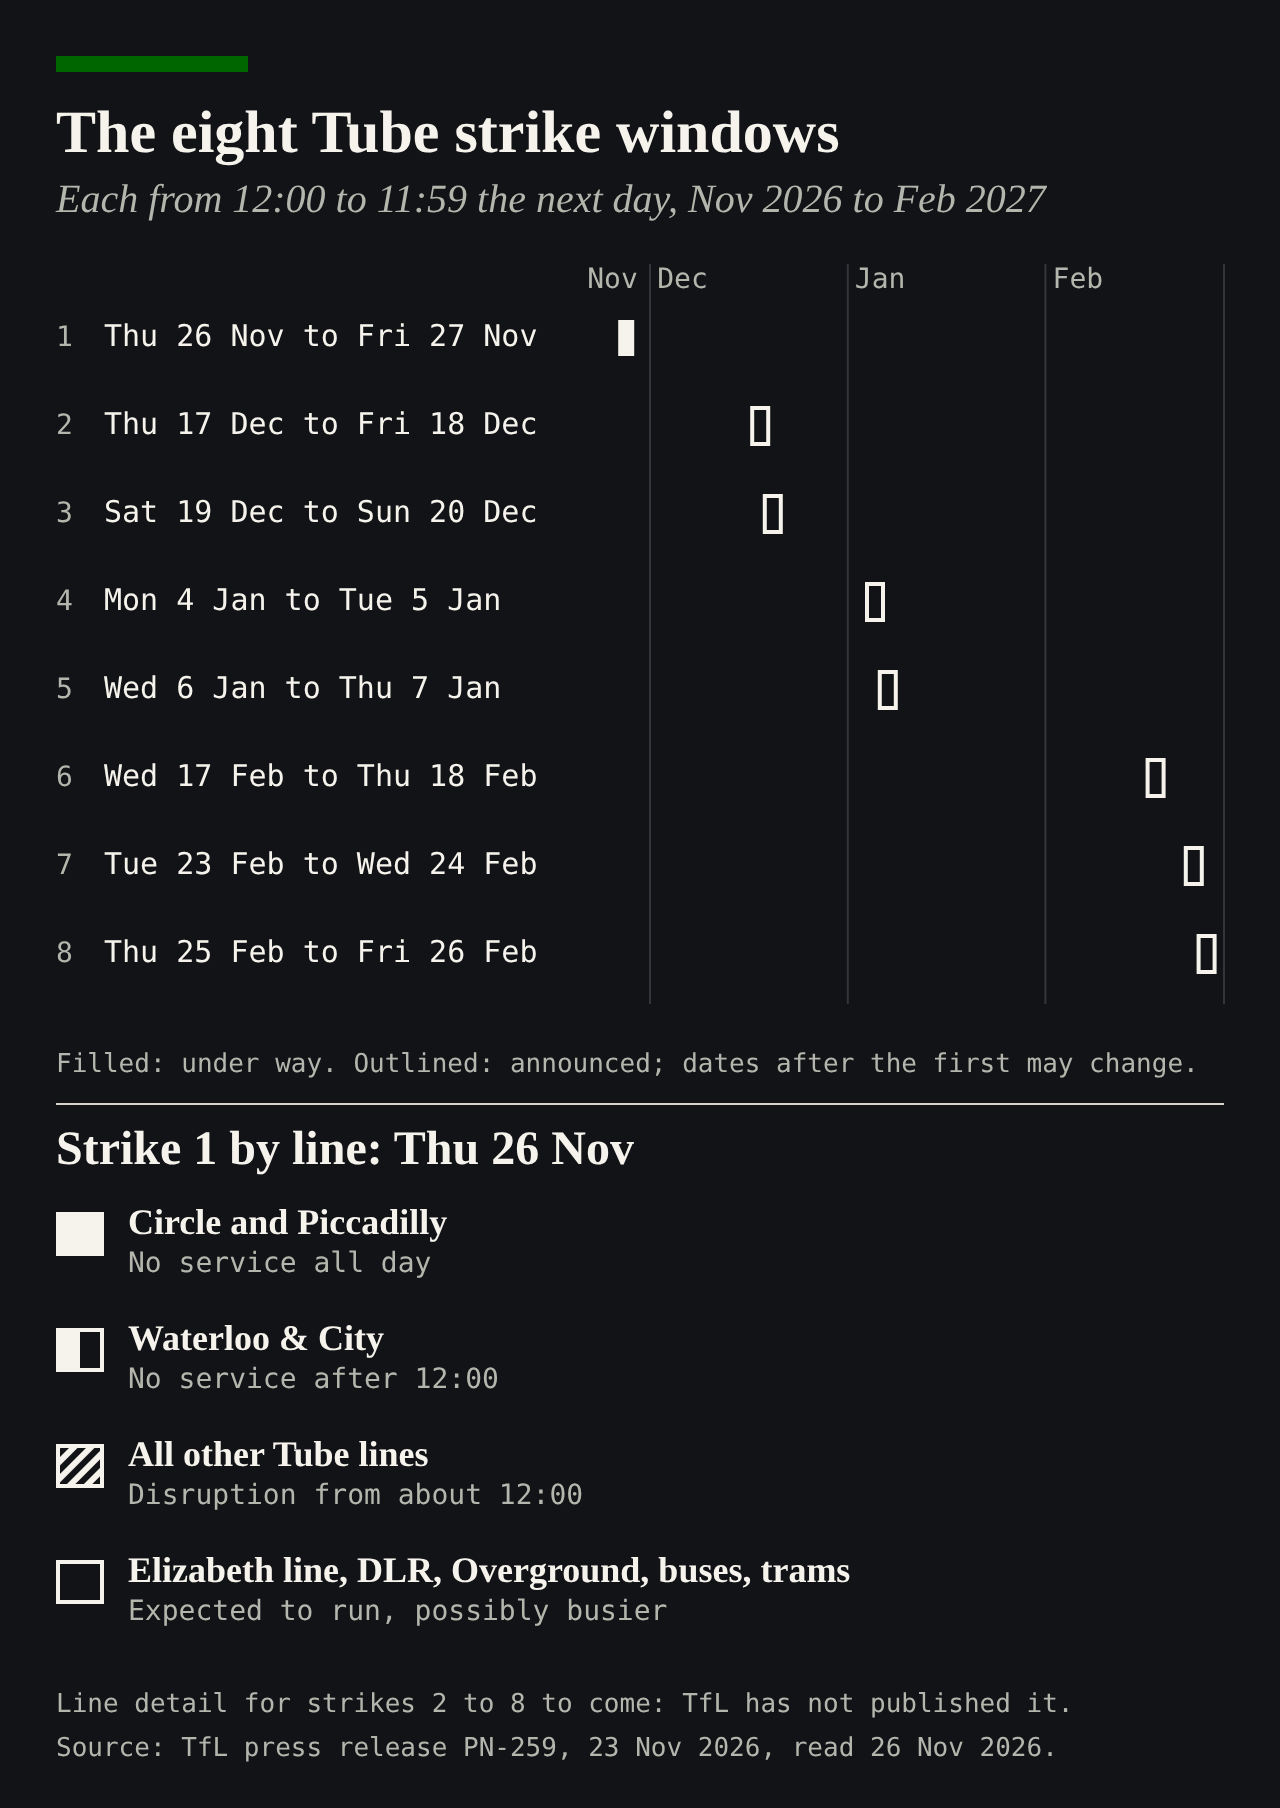 The eight Tube strike windows
Each from 12:00 to 11:59 the next day, Nov 2026 to Feb 2027
Nov Dec Jan Feb
1 Thu 26 Nov to Fri 27 Nov
2 Thu 17 Dec to Fri 18 Dec
3 Sat 19 Dec to Sun 20 Dec
4 Mon 4 Jan to Tue 5 Jan
5 Wed 6 Jan to Thu 7 Jan
6 Wed 17 Feb to Thu 18 Feb
7 Tue 23 Feb to Wed 24 Feb
8 Thu 25 Feb to Fri 26 Feb
Filled: under way. Outlined: announced; dates after the first may change.
Strike 1 by line: Thu 26 Nov
Circle and Piccadilly
No service all day
Waterloo & City
No service after 12:00
All other Tube lines
Disruption from about 12:00
Elizabeth line, DLR, Overground, buses, trams
Expected to run, possibly busier
Line detail for strikes 2 to 8 to come: TfL has not published it.
Source: TfL press release PN-259, 23 Nov 2026, read 26 Nov 2026.